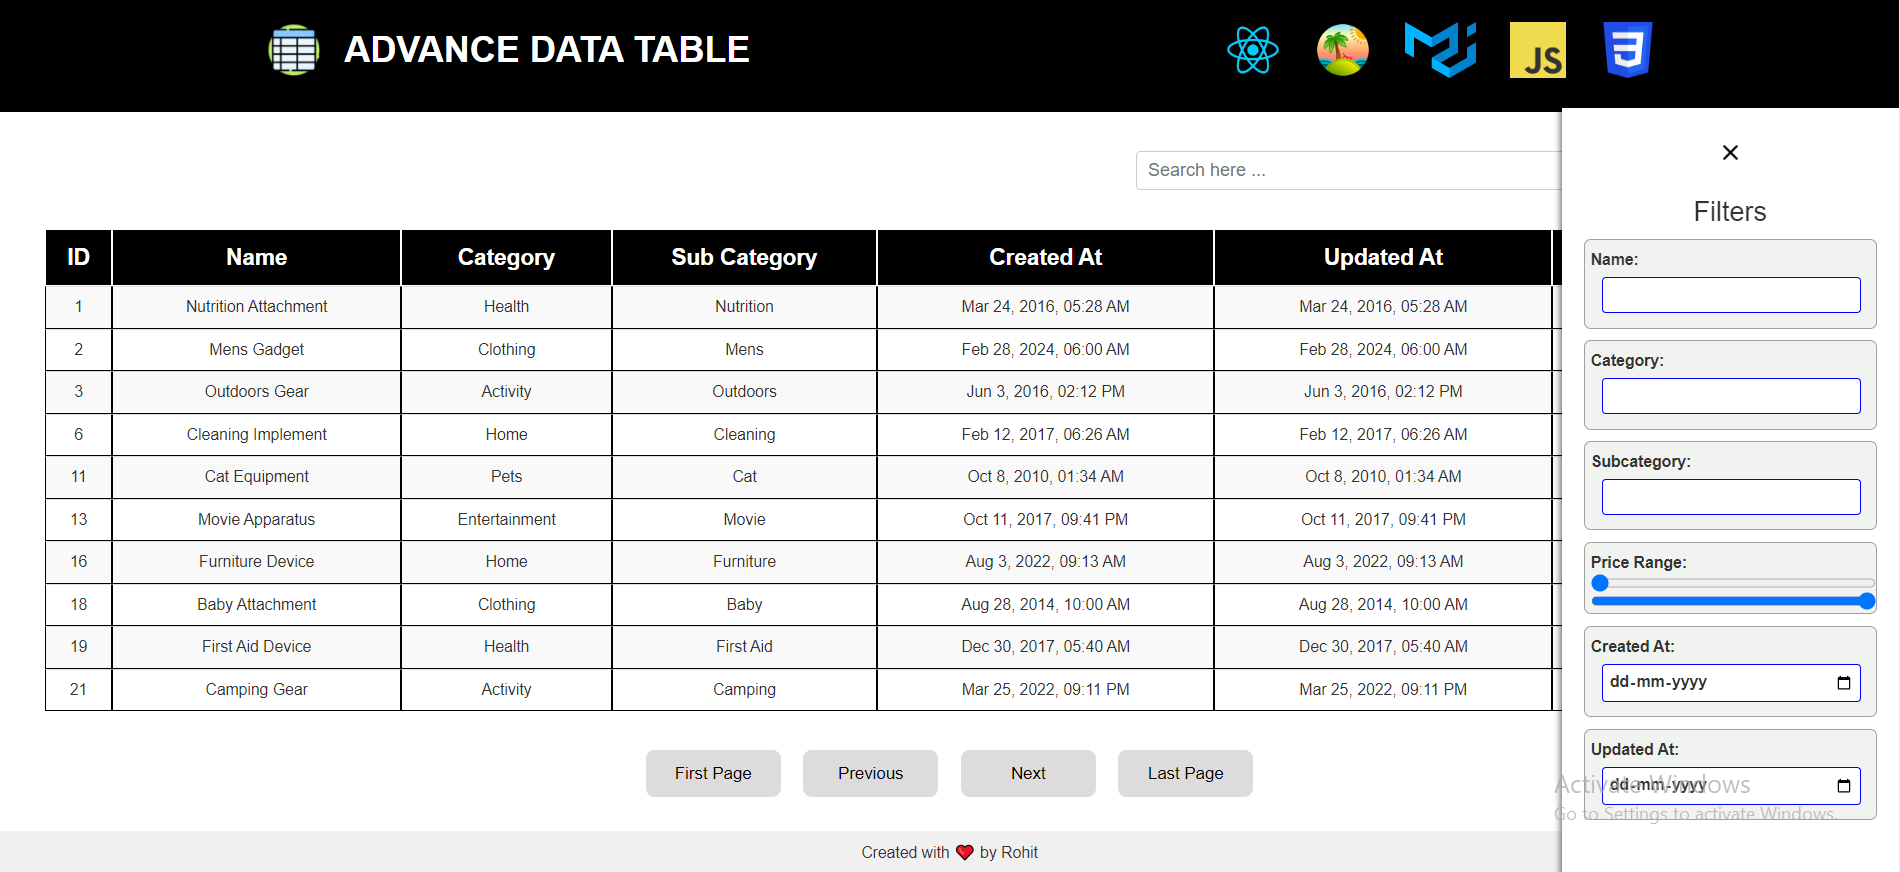 ADVANCE DATA TABLE
JS
Search here ...
ID Name Category Sub Category Created At Updated At
1 Nutrition Attachment Health Nutrition Mar 24, 2016, 05:28 AM Mar 24, 2016, 05:28 AM
2 Mens Gadget Clothing Mens Feb 28, 2024, 06:00 AM Feb 28, 2024, 06:00 AM
3 Outdoors Gear Activity Outdoors Jun 3, 2016, 02:12 PM Jun 3, 2016, 02:12 PM
6 Cleaning Implement Home Cleaning Feb 12, 2017, 06:26 AM Feb 12, 2017, 06:26 AM
11 Cat Equipment Pets Cat Oct 8, 2010, 01:34 AM Oct 8, 2010, 01:34 AM
13 Movie Apparatus Entertainment Movie Oct 11, 2017, 09:41 PM Oct 11, 2017, 09:41 PM
16 Furniture Device Home Furniture Aug 3, 2022, 09:13 AM Aug 3, 2022, 09:13 AM
18 Baby Attachment Clothing Baby Aug 28, 2014, 10:00 AM Aug 28, 2014, 10:00 AM
19 First Aid Device Health First Aid Dec 30, 2017, 05:40 AM Dec 30, 2017, 05:40 AM
21 Camping Gear Activity Camping Mar 25, 2022, 09:11 PM Mar 25, 2022, 09:11 PM
First Page Previous Next Last Page
Created with ❤ by Rohit
Filters
Name:
Category:
Subcategory:
Price Range:
Created At:
dd-mm-yyyy
Updated At:
dd-mm-yyyy
Activate Windows
Go to Settings to activate Windows.